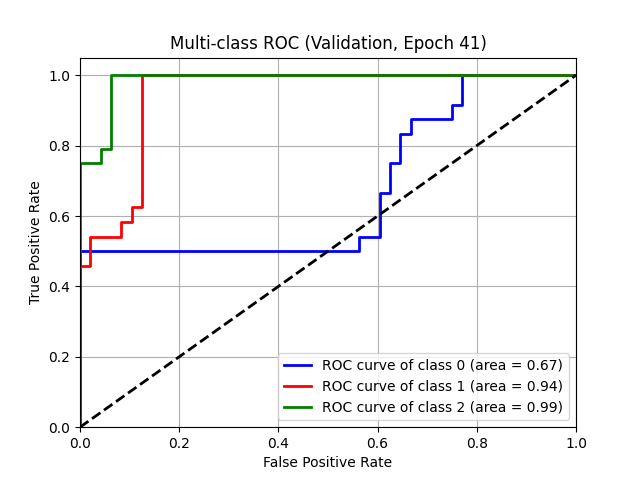 Multi-class ROC (Validation, Epoch 41)
True Positive Rate
1.0
0.8
0.6
0.4
0.2
0.0
ROC curve of class 0 (area = 0.67)
ROC curve of class 1 (area = 0.94)
ROC curve of class 2 (area = 0.99)
0.0 0.2 0.4 0.6 0.8 1.0
False Positive Rate